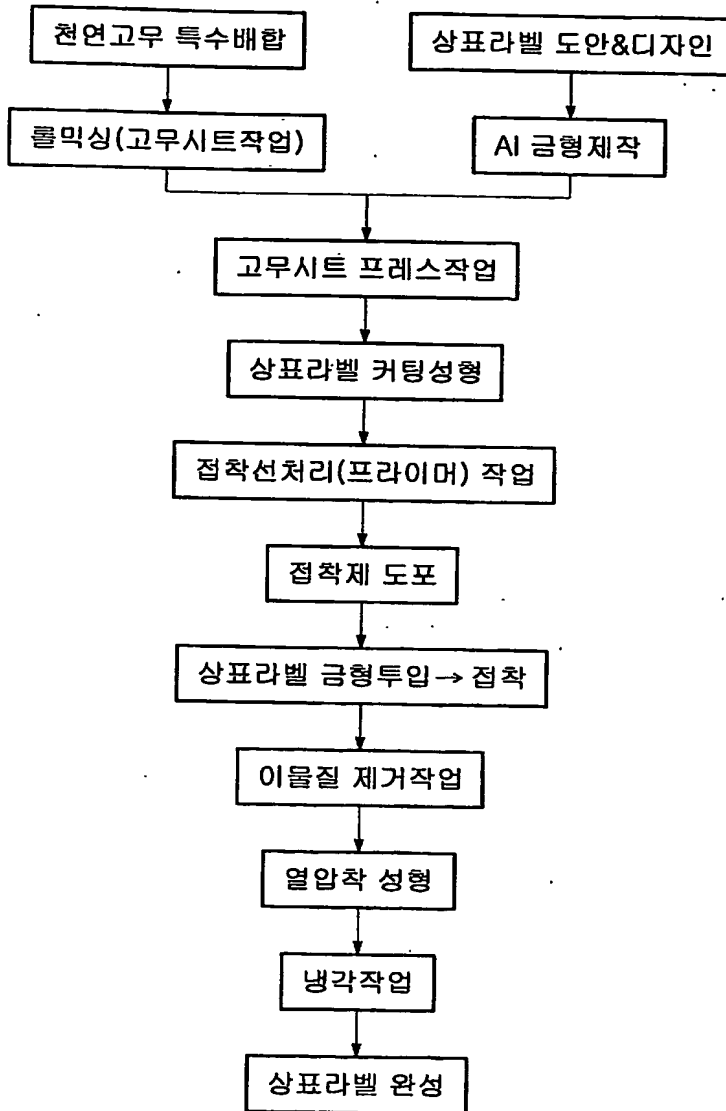 천연고무 특수배합
상표라벨 도안&디자인
롤믹싱(고무시트작업)
Al 금형제작
고무시트 프레스작업
상표라벨 커팅성형
접착선처리(프라이머) 작업
접착제 도포
상표라벨 금형투입→접착
이물질 제거작업
열압착 성형
냉각작업
상표라벨 완성